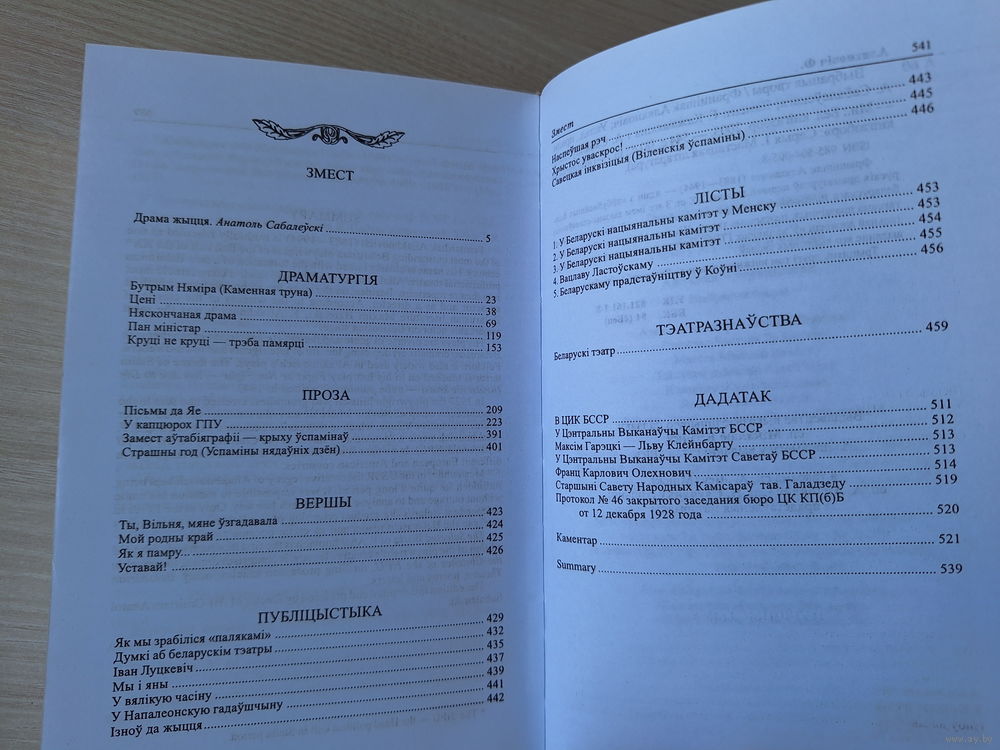 ЗМЕСТ
Драма жыцця. Анатоль Сабалеўскі ........ 5
ДРАМАТУРГІЯ
Бутрым Няміра (Каменная труна) ........ 23
Цені ........ 38
Няскончаная драма ........ 69
Пан міністар ........ 119
Круці не круці — трэба памярці ........ 153
ПРОЗА
Пісьмы да Яе ........ 209
У капцюрох ГПУ ........ 223
Замест аўтабіяграфіі — крыху ўспамінаў ........ 391
Страшны год (Успаміны нядаўніх дзён) ........ 401
ВЕРШЫ
Ты, Вільня, мяне ўзгадавала ........ 423
Мой родны край ........ 424
Як я памру... ........ 425
Уставай! ........ 426
ПУБЛІЦЫСТЫКА
Як мы зрабіліся «палякамі» ........ 429
Думкі аб беларускім тэатры ........ 432
Іван Луцкевіч ........ 435
Мы і яны ........ 437
У вялікую часіну ........ 439
У Напалеонскую гадаўшчыну ........ 441
Ізноў да жыцця ........ 442
Змест 541
Наспеўшая рэч ........ 443
Хрыстос уваскрос! ........ 445
Савецкая інквізіцыя (Віленскія ўспаміны) ........ 446
ЛІСТЫ
1. У Беларускі нацыянальны камітэт у Менску ........ 453
2. У Беларускі нацыянальны камітэт ........ 453
3. У Беларускі нацыянальны камітэт ........ 454
4. Вацлаву Ластоўскаму ........ 455
5. Беларускаму прадстаўніцтву ў Коўні ........ 456
ТЭАТРАЗНАЎСТВА
Беларускі тэатр ........ 459
ДАДАТАК
В ЦИК БССР ........ 511
У Цэнтральны Выканаўчы Камітэт БССР ........ 512
Максім Гарэцкі — Льву Клейнбарту ........ 513
У Цэнтральны Выканаўчы Камітэт Саветаў БССР ........ 513
Франц Карлович Олехнович ........ 514
Старшыні Савету Народных Камісараў тав. Галадзеду ........ 519
Протокол № 46 закрытого заседания бюро ЦК КП(б)Б
от 12 декабря 1928 года ........ 520
Каментар ........ 521
Summary ........ 539
www.ay.by